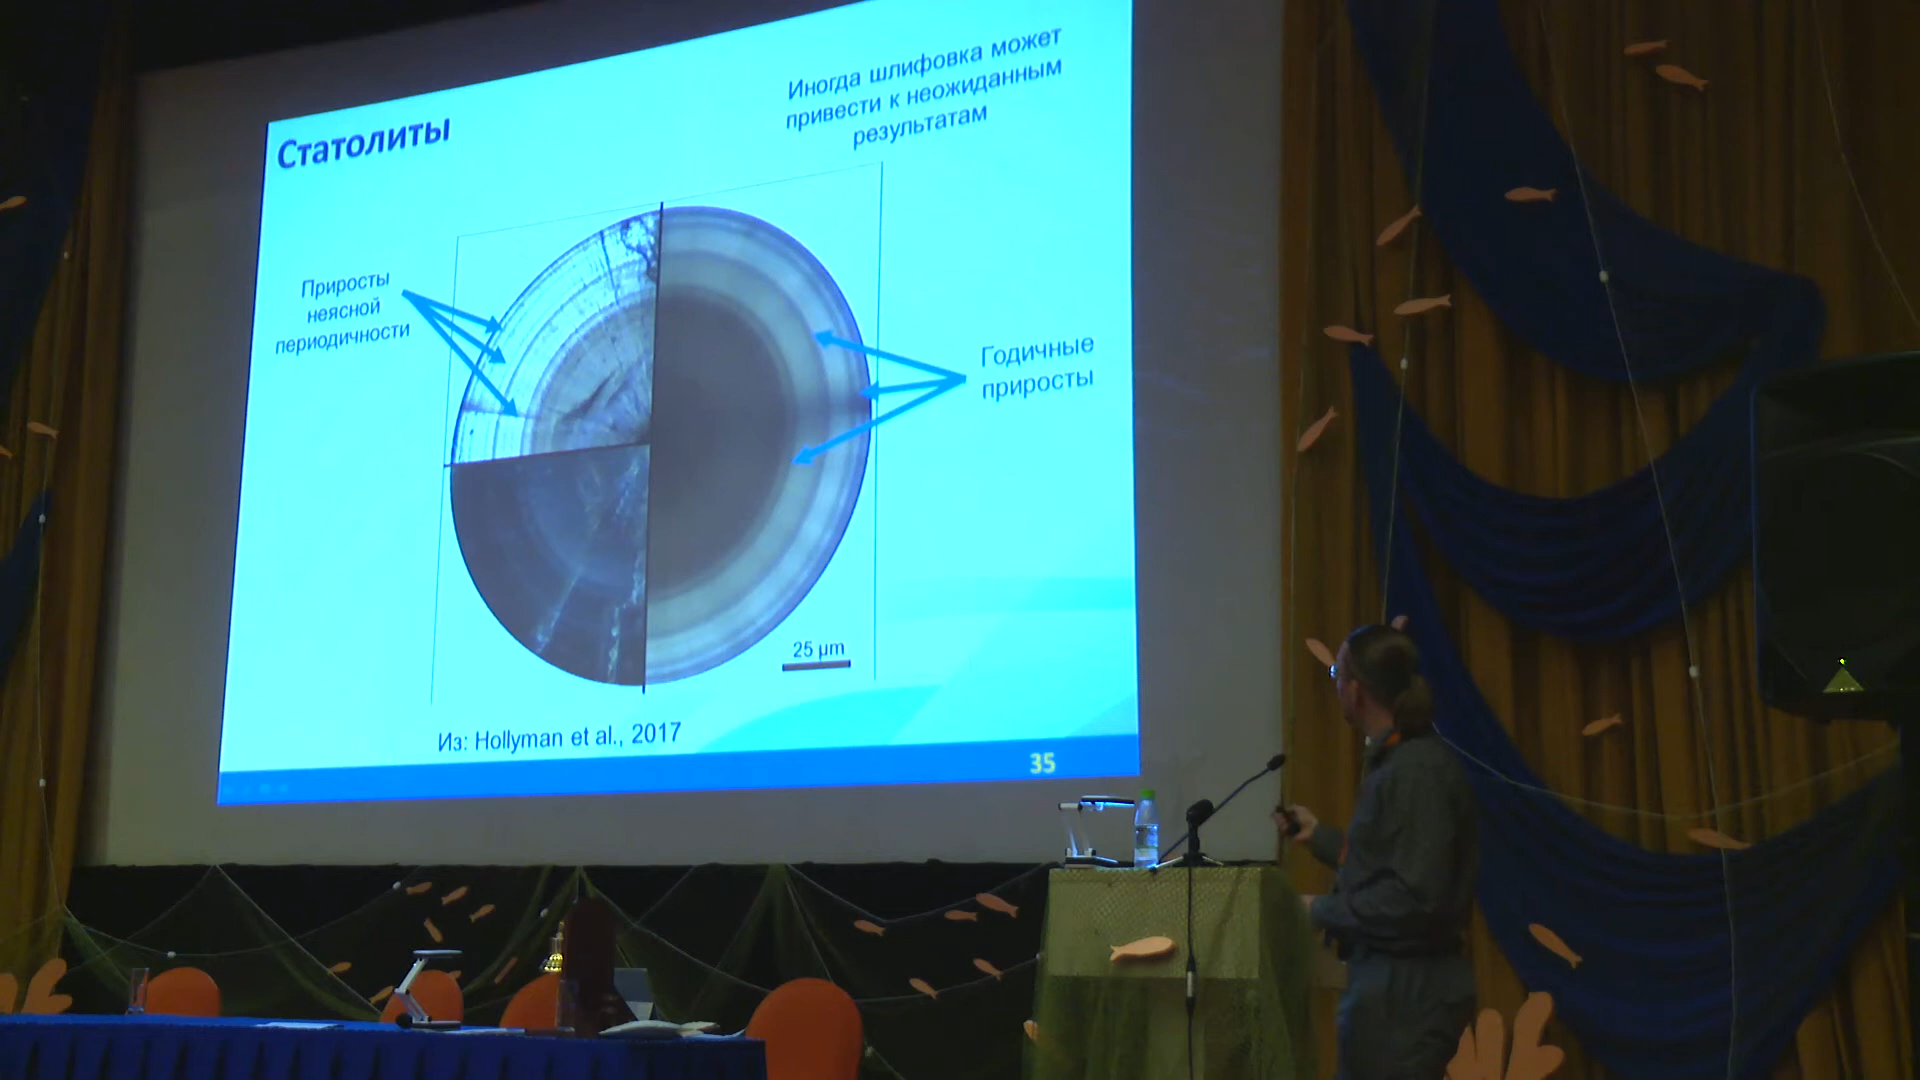 Статолиты
Иногда шлифовка может
привести к неожиданным
результатам
Приросты
неясной
периодичности
Годичные
приросты
25 µm
Из: Hollyman et al., 2017
35